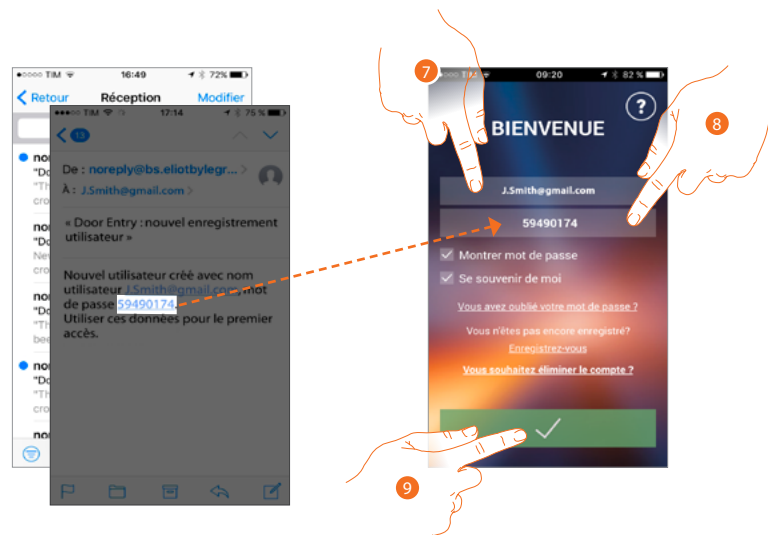 TIM 16:49 72%
Retour Réception Modifier
TIM 17:14 75 %
13
De : noreply@bs.eliotbylegr...
À : J.Smith@gmail.com
« Door Entry : nouvel enregistrement
utilisateur »
Nouvel utilisateur créé avec nom
utilisateur J.Smith@gmail.com, mot
de passe 59490174.
Utiliser ces données pour le premier
accès.
7
TIM 09:20 82 %
?
8
BIENVENUE
J.Smith@gmail.com
59490174
Montrer mot de passe
Se souvenir de moi
Vous avez oublié votre mot de passe ?
Vous n'êtes pas encore enregistré?
Enregistrez-vous
Vous souhaitez éliminer le compte ?
9